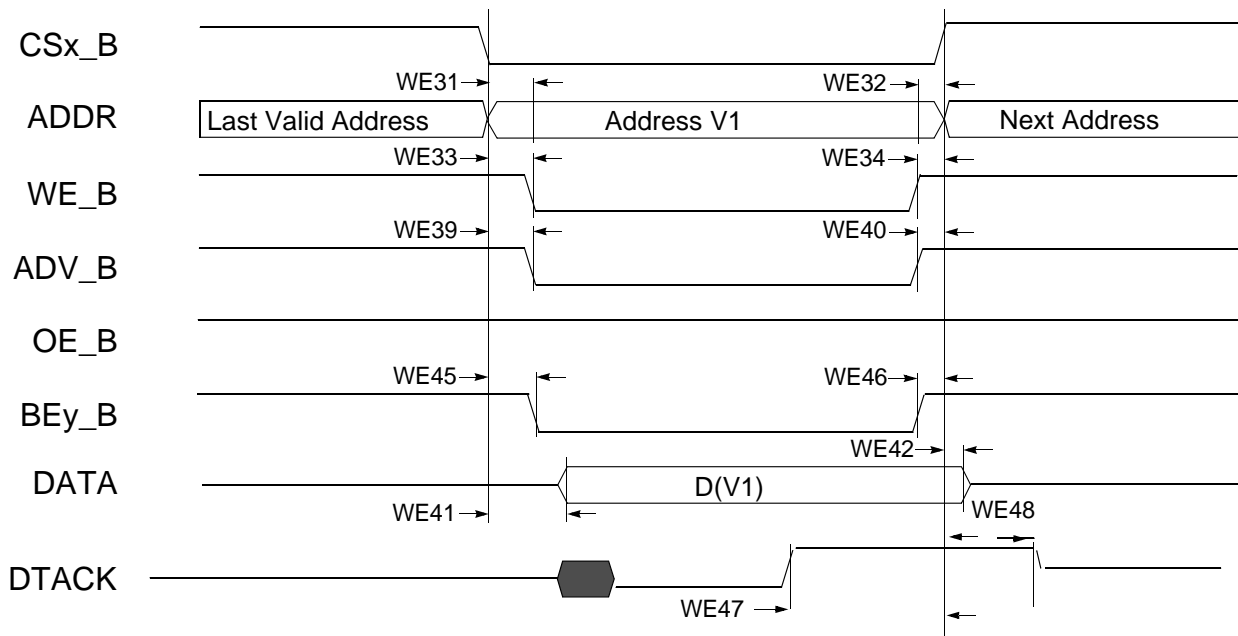 CSx_B
WE31 WE32
ADDR Last Valid Address Address V1 Next Address
WE33 WE34
WE_B
WE39 WE40
ADV_B
OE_B
WE45 WE46
BEy_B
WE42
DATA D(V1)
WE41 WE48
DTACK
WE47